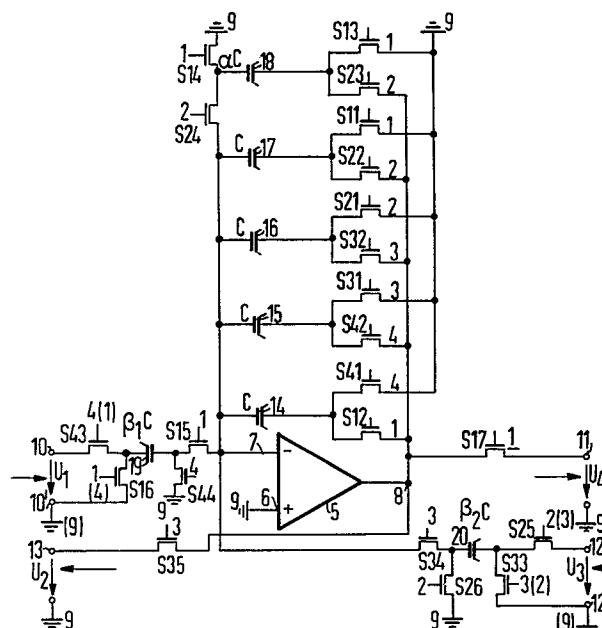 9 S13 9
1 1
S14 αC 18
S23
2 2
S24 S11
1
C 17 S22
2
S21
2
C 16 S32
3
S31
3
C 15 S42
4
S41
4
C 14 S12
1
4(1) β1C 1 S17 1
10 S43 S15 7 − 11
U1 1 19 4 8' U4
10' (4) S16 9 S44 9 6 + 5
(9) β2C S25
13 3 3 20 2(3) 12
S35 S34 S33 U3
U2 2 S26 3(2) 12
9 9 (9)